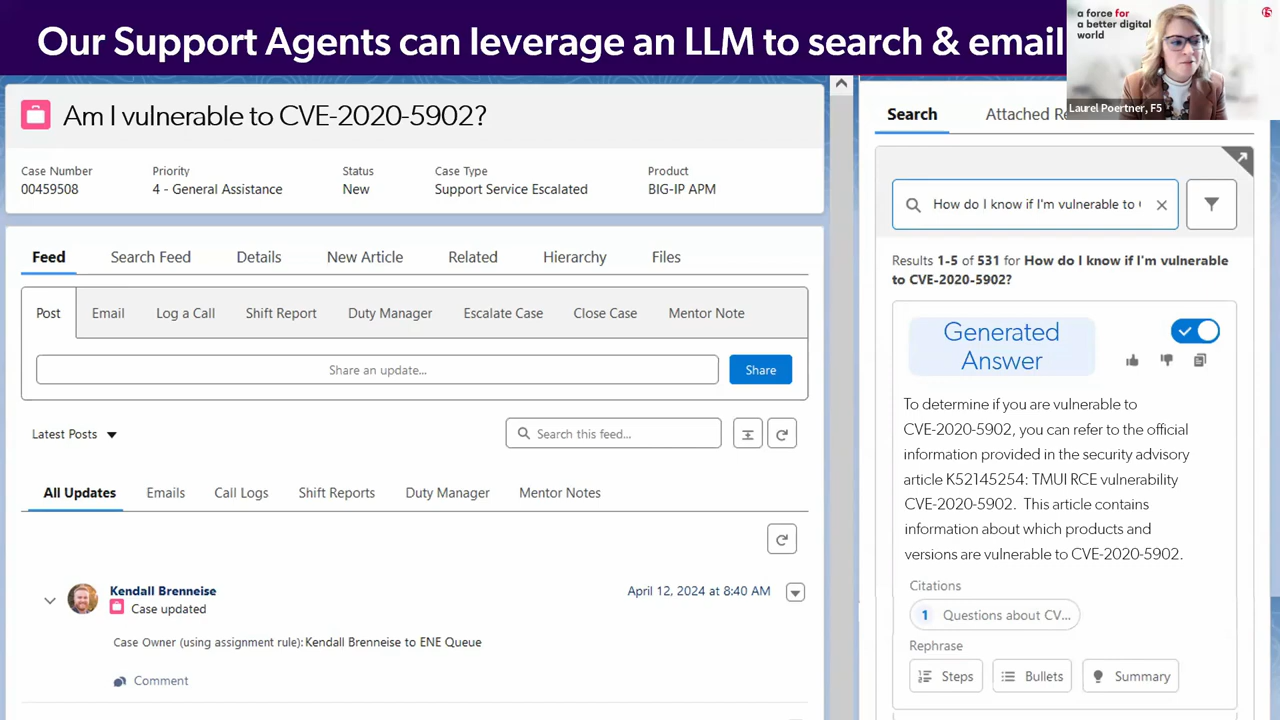 Our Support Agents can leverage an LLM to search & email
a force for
a better digital
world
f5
Laurel Poertner, F5
Am I vulnerable to CVE-2020-5902?
Case Number
00459508
Priority
4 - General Assistance
Status
New
Case Type
Support Service Escalated
Product
BIG-IP APM
Feed
Search Feed
Details
New Article
Related
Hierarchy
Files
Post
Email
Log a Call
Shift Report
Duty Manager
Escalate Case
Close Case
Mentor Note
Share an update...
Share
Latest Posts
Search this feed...
All Updates
Emails
Call Logs
Shift Reports
Duty Manager
Mentor Notes
Kendall Brenneise
April 12, 2024 at 8:40 AM
Case updated
Case Owner (using assignment rule): Kendall Brenneise to ENE Queue
Comment
Search
Attached Re
How do I know if I'm vulnerable to
Results 1-5 of 531 for How do I know if I'm vulnerable
to CVE-2020-5902?
Generated
Answer
To determine if you are vulnerable to
CVE-2020-5902, you can refer to the official
information provided in the security advisory
article K52145254: TMUI RCE vulnerability
CVE-2020-5902. This article contains
information about which products and
versions are vulnerable to CVE-2020-5902.
Citations
1 Questions about CV...
Rephrase
Steps
Bullets
Summary